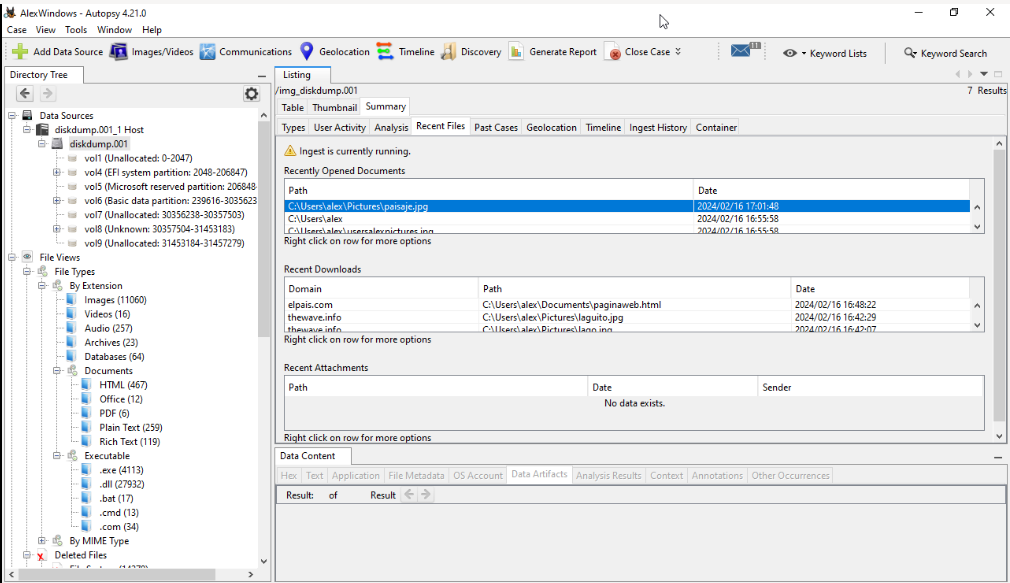 AlexWindows - Autopsy 4.21.0
Case View Tools Window Help
Add Data Source Images/Videos Communications Geolocation Timeline Discovery Generate Report Close Case 11 Keyword Lists Keyword Search
Directory Tree
Data Sources
diskdump.001_1 Host
diskdump.001
vol1 (Unallocated: 0-2047)
vol4 (EFI system partition: 2048-206847)
vol5 (Microsoft reserved partition: 206848-
vol6 (Basic data partition: 239616-3035623
vol7 (Unallocated: 30356238-30357503)
vol8 (Unknown: 30357504-31453183)
vol9 (Unallocated: 31453184-31457279)
File Views
File Types
By Extension
Images (11060)
Videos (16)
Audio (257)
Archives (23)
Databases (64)
Documents
HTML (467)
Office (12)
PDF (6)
Plain Text (259)
Rich Text (119)
Executable
.exe (4113)
.dll (27932)
.bat (17)
.cmd (13)
.com (34)
By MIME Type
Deleted Files
Listing
/img_diskdump.001
7 Results
Table Thumbnail Summary
Types User Activity Analysis Recent Files Past Cases Geolocation Timeline Ingest History Container
Ingest is currently running.
Recently Opened Documents
Path Date
C:\Users\alex\Pictures\paisaje.jpg 2024/02/16 17:01:48
C:\Users\alex 2024/02/16 16:55:58
C:\Users\alex\usersalexpictures.jpg 2024/02/16 16:55:58
Right click on row for more options
Recent Downloads
Domain Path Date
elpais.com C:\Users\alex\Documents\paginaweb.html 2024/02/16 16:48:22
thewave.info C:\Users\alex\Pictures\laguito.jpg 2024/02/16 16:42:29
thewave.info C:\Users\alex\Pictures\lago.jpg 2024/02/16 16:42:07
Right click on row for more options
Recent Attachments
Path Date Sender
No data exists.
Right click on row for more options
Data Content
Hex Text Application File Metadata OS Account Data Artifacts Analysis Results Context Annotations Other Occurrences
Result: of Result